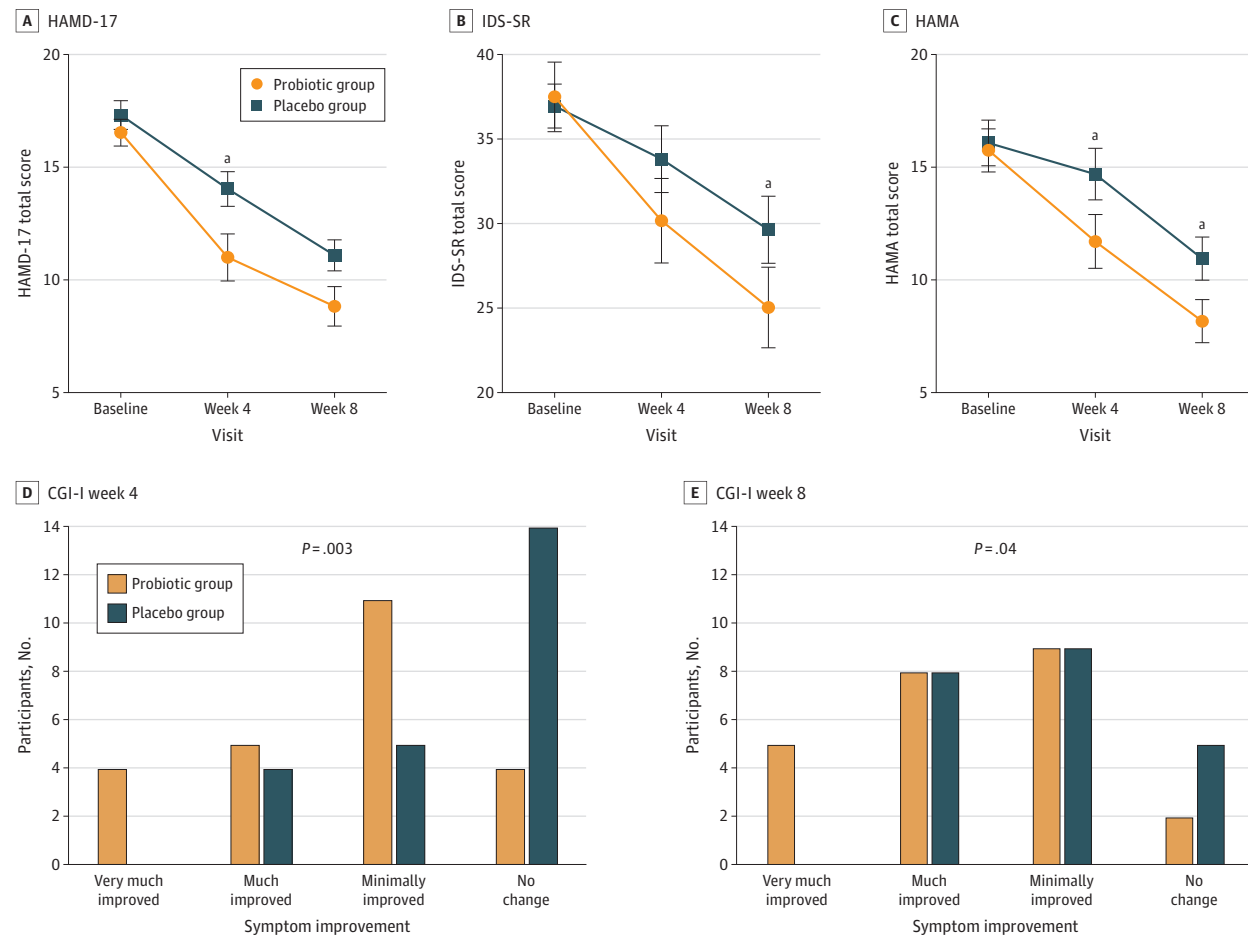 A HAMD-17
20
15
10
5
HAMD-17 total score
Probiotic group
Placebo group
a
Baseline
Week 4
Week 8
Visit
B IDS-SR
40
35
30
25
20
IDS-SR total score
a
Baseline
Week 4
Week 8
Visit
C HAMA
20
15
10
5
HAMA total score
a
a
Baseline
Week 4
Week 8
Visit
D CGI-I week 4
14
12
10
8
6
4
2
0
Participants, No.
P = .003
Probiotic group
Placebo group
Very much
improved
Much
improved
Minimally
improved
No
change
Symptom improvement
E CGI-I week 8
14
12
10
8
6
4
2
0
Participants, No.
P = .04
Very much
improved
Much
improved
Minimally
improved
No
change
Symptom improvement